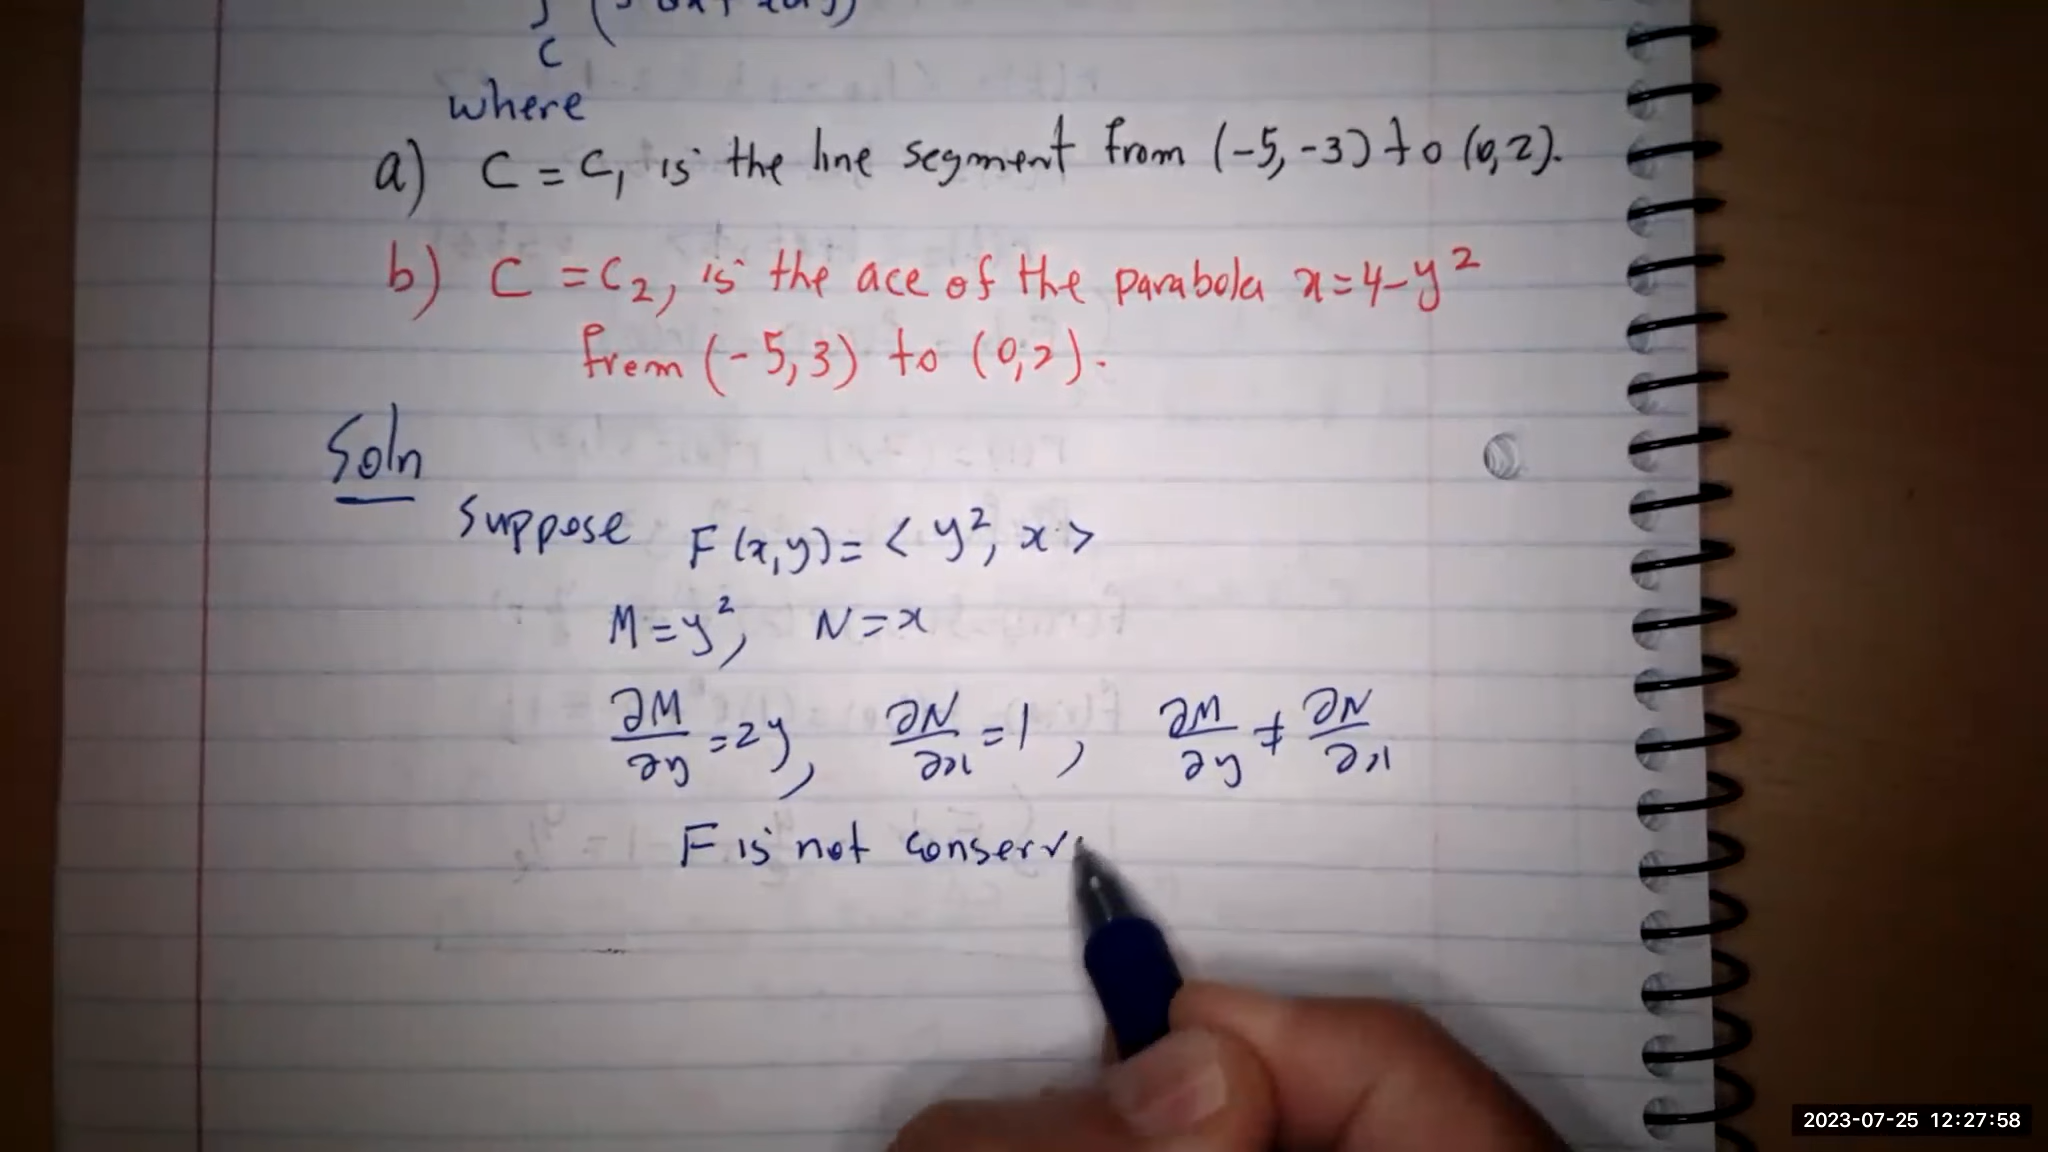 ∫_C (
where
a) C = C₁ is the line segment from (-5, -3) to (0, 2).
b) C = C₂, is the ace of the parabola x = 4 - y²
from (-5, 3) to (0, 2).
Soln
Suppose F(x, y) = < y², x >
M = y², N = x
∂M/∂y = 2y, ∂N/∂x = 1, ∂M/∂y ≠ ∂N/∂x
F is not conserv
2023-07-25 12:27:58